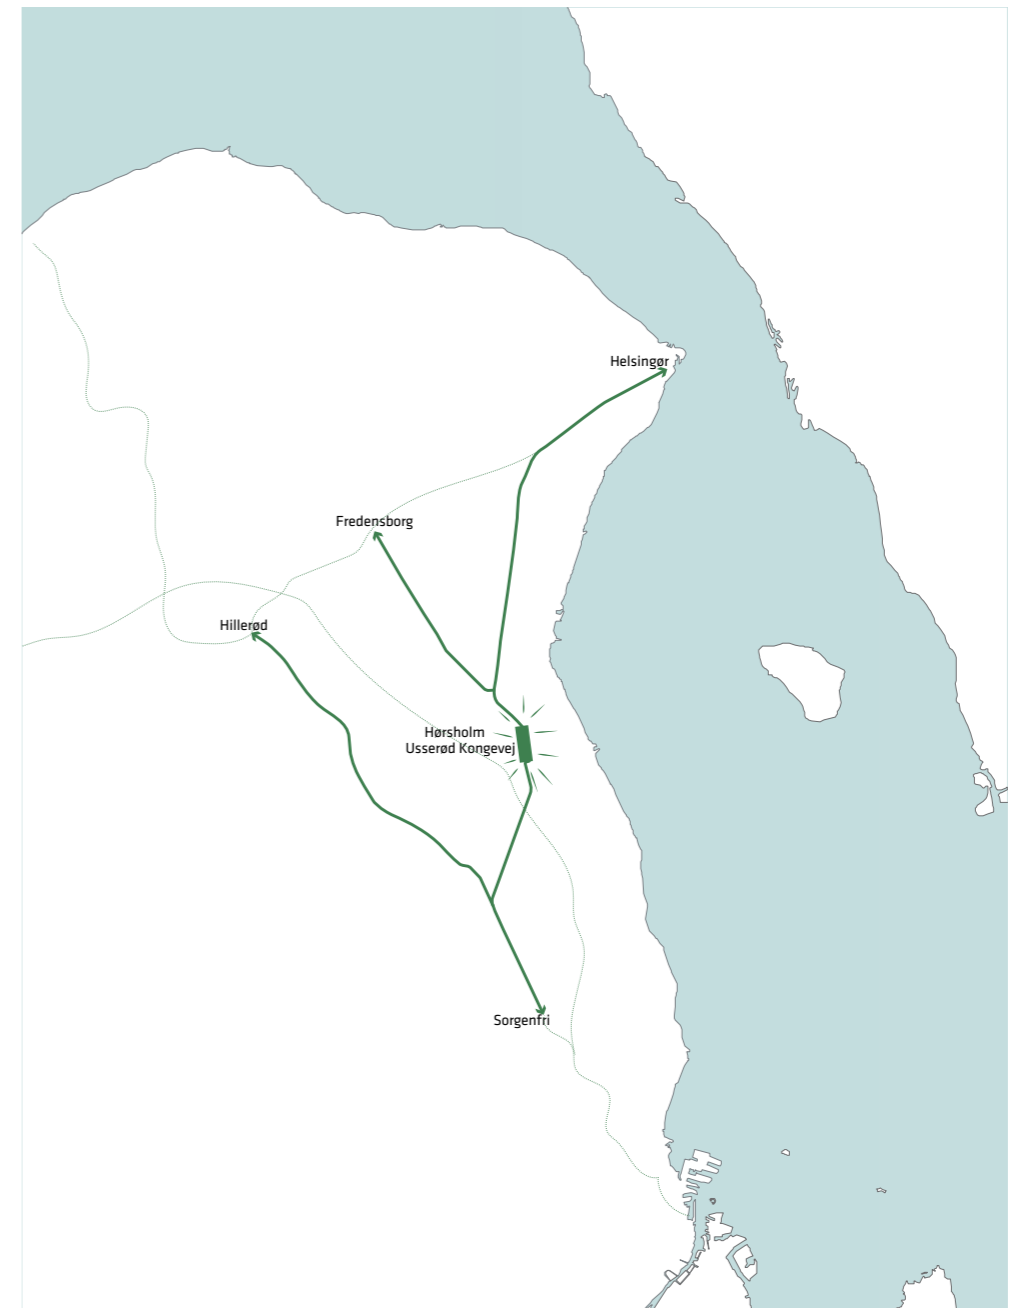 Helsingør
Fredensborg
Hillerød
Hørsholm
Usserød Kongevej
Sorgenfri